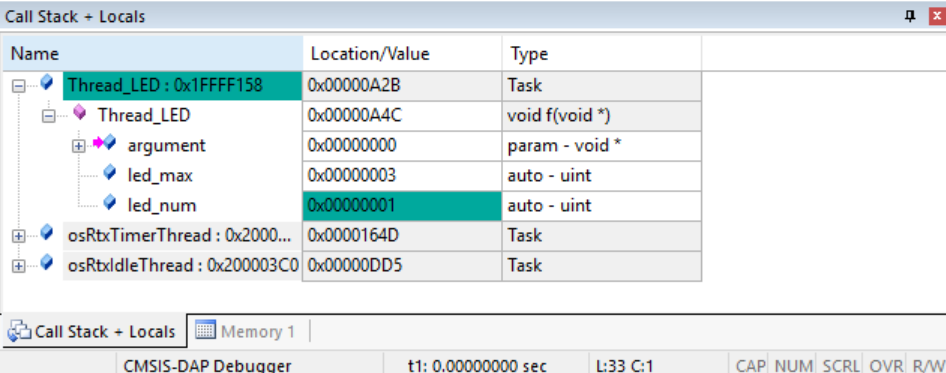 Call Stack + Locals
Name Location/Value Type
Thread_LED : 0x1FFFF158 0x00000A2B Task
Thread_LED 0x00000A4C void f(void *)
argument 0x00000000 param - void *
led_max 0x00000003 auto - uint
led_num 0x00000001 auto - uint
osRtxTimerThread : 0x2000... 0x0000164D Task
osRtxIdleThread : 0x200003C0 0x00000DD5 Task
Call Stack + Locals Memory 1
CMSIS-DAP Debugger t1: 0.00000000 sec L:33 C:1 CAP NUM SCRL OVR R/W